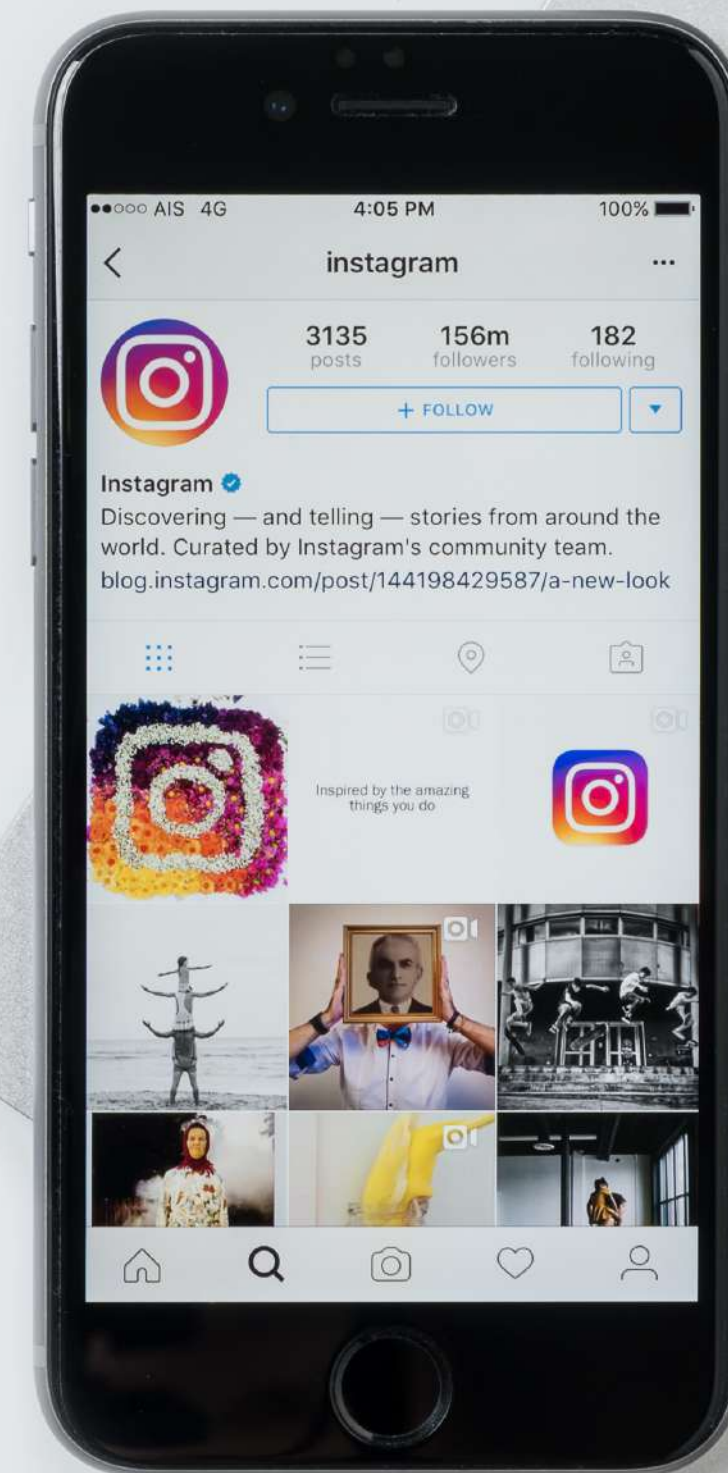 ●●○○○ AIS 4G 4:05 PM 100%
instagram
3135 156m 182
posts followers following
+ FOLLOW
Instagram
Discovering — and telling — stories from around the
world. Curated by Instagram's community team.
blog.instagram.com/post/144198429587/a-new-look
Inspired by the amazing
things you do